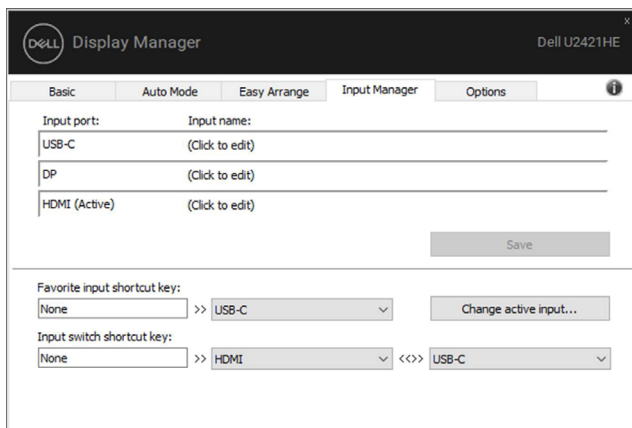 x
DELL Display Manager Dell U2421HE
Basic Auto Mode Easy Arrange Input Manager Options i
Input port: Input name:
USB-C (Click to edit)
DP (Click to edit)
HDMI (Active) (Click to edit)
Save
Favorite input shortcut key:
None >> USB-C Change active input...
Input switch shortcut key:
None >> HDMI <<>> USB-C